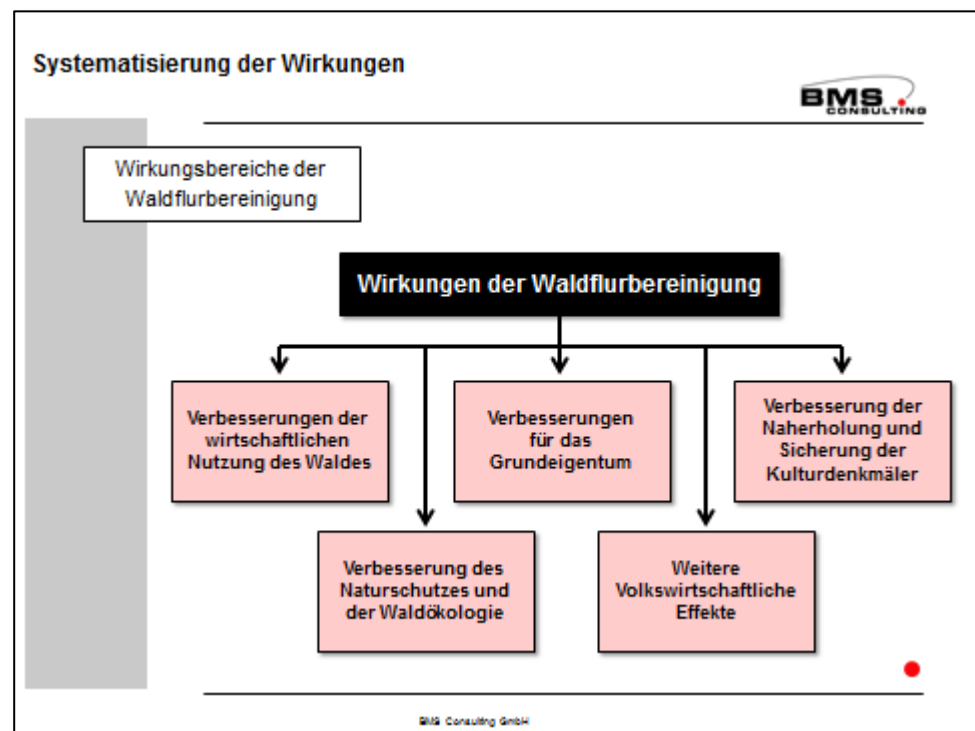 Systematisierung der Wirkungen
BMS
CONSULTING
Wirkungsbereiche der
Waldflurbereinigung
Wirkungen der Waldflurbereinigung
Verbesserungen der
wirtschaftlichen
Nutzung des Waldes
Verbesserungen
für das
Grundeigentum
Verbesserung der
Naherholung und
Sicherung der
Kulturdenkmäler
Verbesserung des
Naturschutzes und
der Waldökologie
Weitere
Volkswirtschaftliche
Effekte
BMS Consulting GmbH